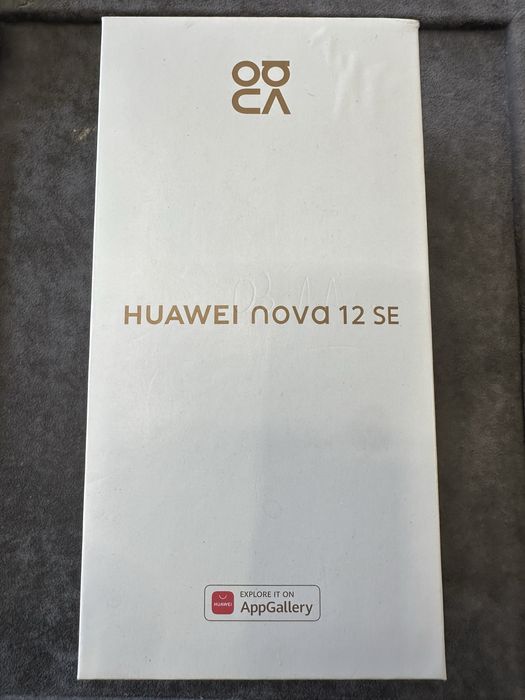 HUAWEI nova 12 SE
EXPLORE IT ON
HUAWEI AppGallery